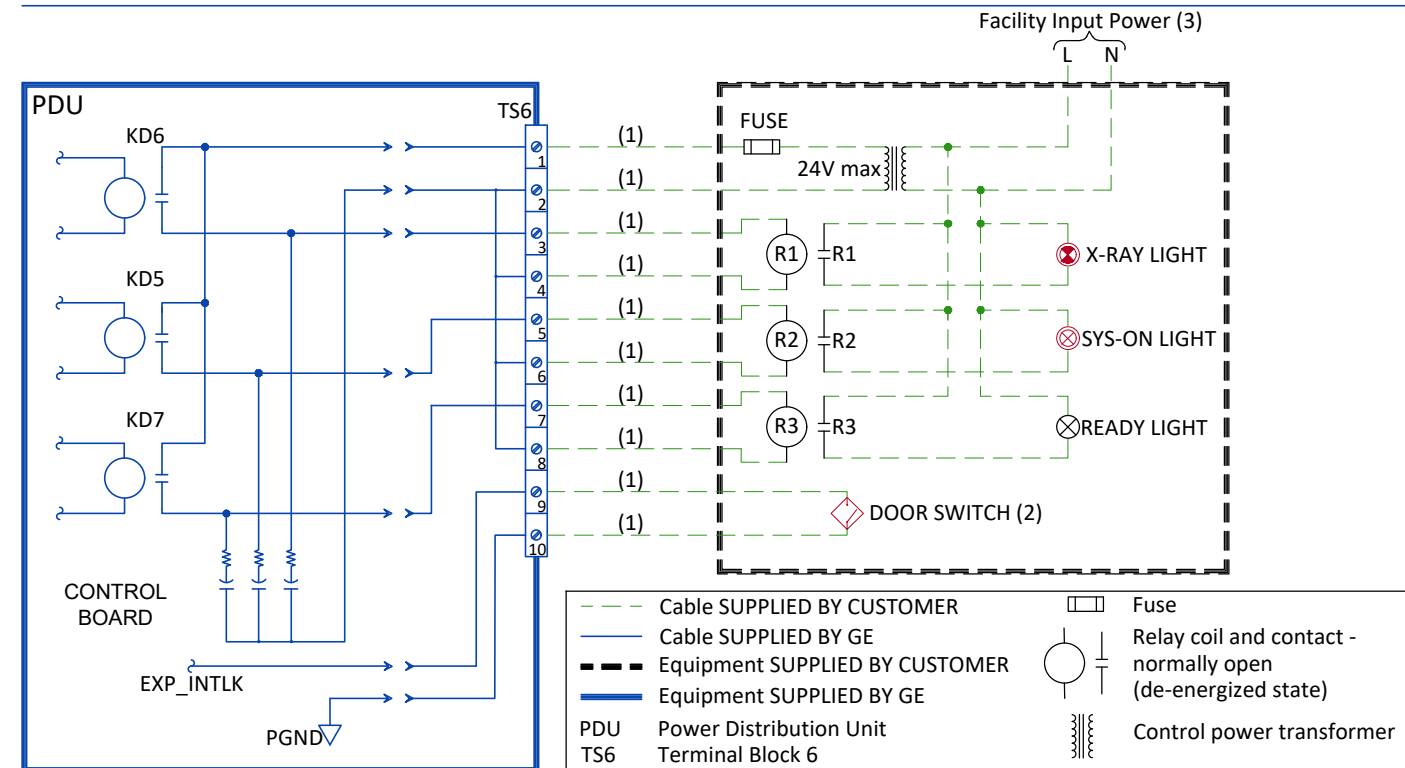 Facility Input Power (3)
L N
PDU
TS6
KD6
KD5
KD7
CONTROL
BOARD
EXP_INTLK
PGND
1
2
3
4
5
6
7
8
9
10
(1)
(1)
(1)
(1)
(1)
(1)
(1)
(1)
(1)
(1)
FUSE
24V max
R1 R1
X-RAY LIGHT
R2 R2
SYS-ON LIGHT
R3 R3
READY LIGHT
DOOR SWITCH (2)
Cable SUPPLIED BY CUSTOMER
Cable SUPPLIED BY GE
Equipment SUPPLIED BY CUSTOMER
Equipment SUPPLIED BY GE
PDU Power Distribution Unit
TS6 Terminal Block 6
Fuse
Relay coil and contact -
normally open
(de-energized state)
Control power transformer